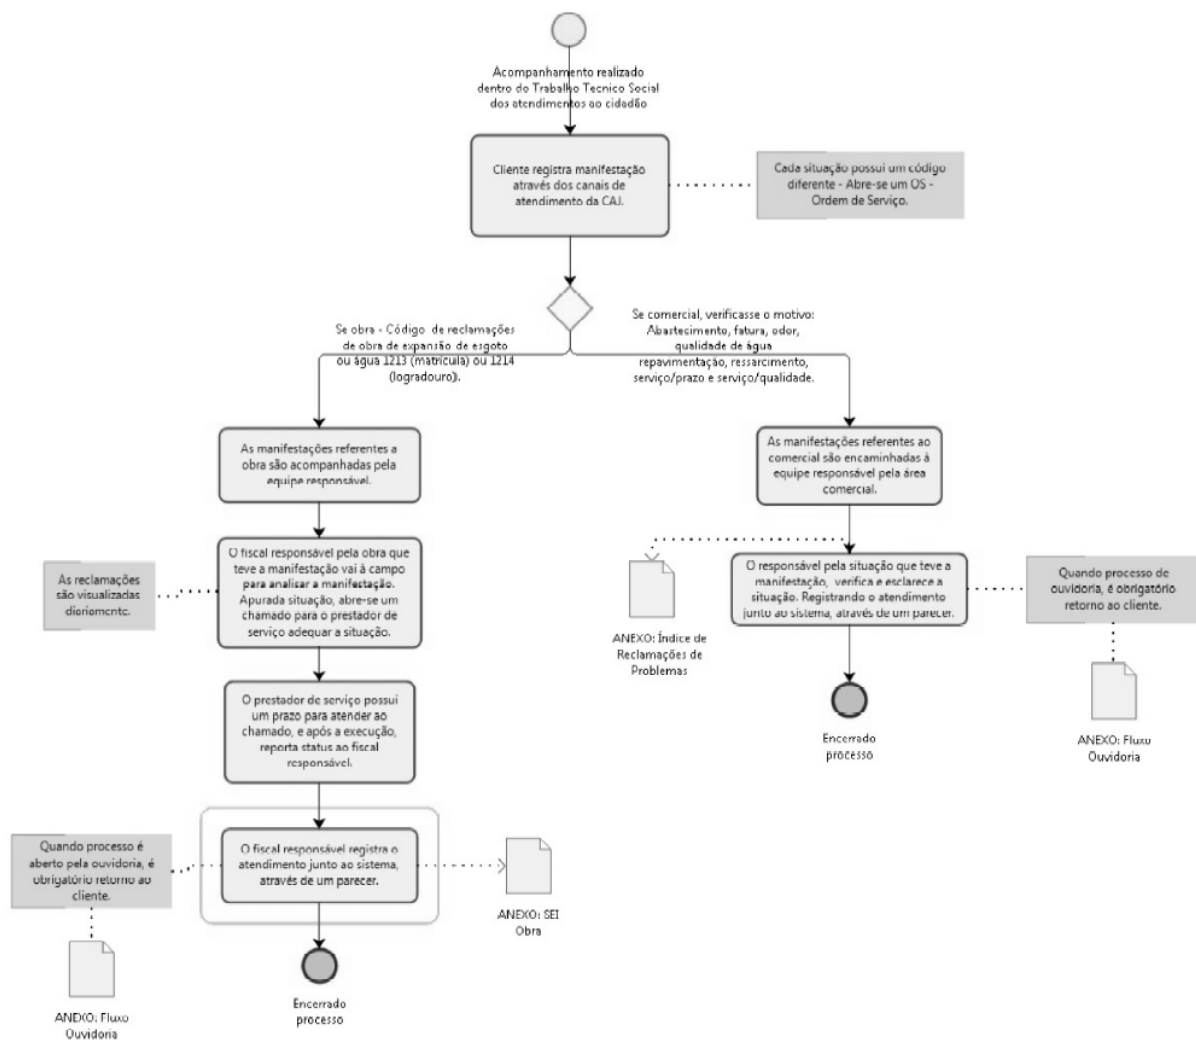 Acompanhamento realizado
dentro do Trabalho Tecnico Social
dos atendimentos ao cidadão
Cliente registra manifestação
através dos canais de
atendimento da CAJ.
Cada situação possui um código
diferente - Abre-se um OS -
Ordem de Serviço.
Se obra - Código de reclamações
de obra de expansão de esgoto
ou água 1213 (matrícula) ou 1214
(logradouro).
Se comercial, verificasse o motivo:
Abastecimento, fatura, odor,
qualidade de água
repavimentação, ressarcimento,
serviço/prazo e serviço/qualidade.
As manifestações referentes a
obra são acompanhadas pela
equipe responsável.
As manifestações referentes ao
comercial são encaminhadas à
equipe responsável pela área
comercial.
As reclamações
são visualizadas
diariamente.
O fiscal responsável pela obra que
teve a manifestação vai à campo
para analisar a manifestação.
Apurada situação, abre-se um
chamado para o prestador de
serviço adequar a situação.
ANEXO: Índice de
Reclamações de
Problemas
O responsável pela situação que teve a
manifestação, verifica e esclarece a
situação. Registrando o atendimento
junto ao sistema, através de um parecer.
Quando processo de
ouvidoria, é obrigatório
retorno ao cliente.
ANEXO: Fluxo
Ouvidoria
Encerrado
processo
O prestador de serviço possui
um prazo para atender ao
chamado, e após a execução,
reporta status ao fiscal
responsável.
Quando processo é
aberto pela ouvidoria, é
obrigatório retorno ao
cliente.
O fiscal responsável registra o
atendimento junto ao sistema,
através de um parecer.
ANEXO: SEI
Obra
ANEXO: Fluxo
Ouvidoria
Encerrado
processo